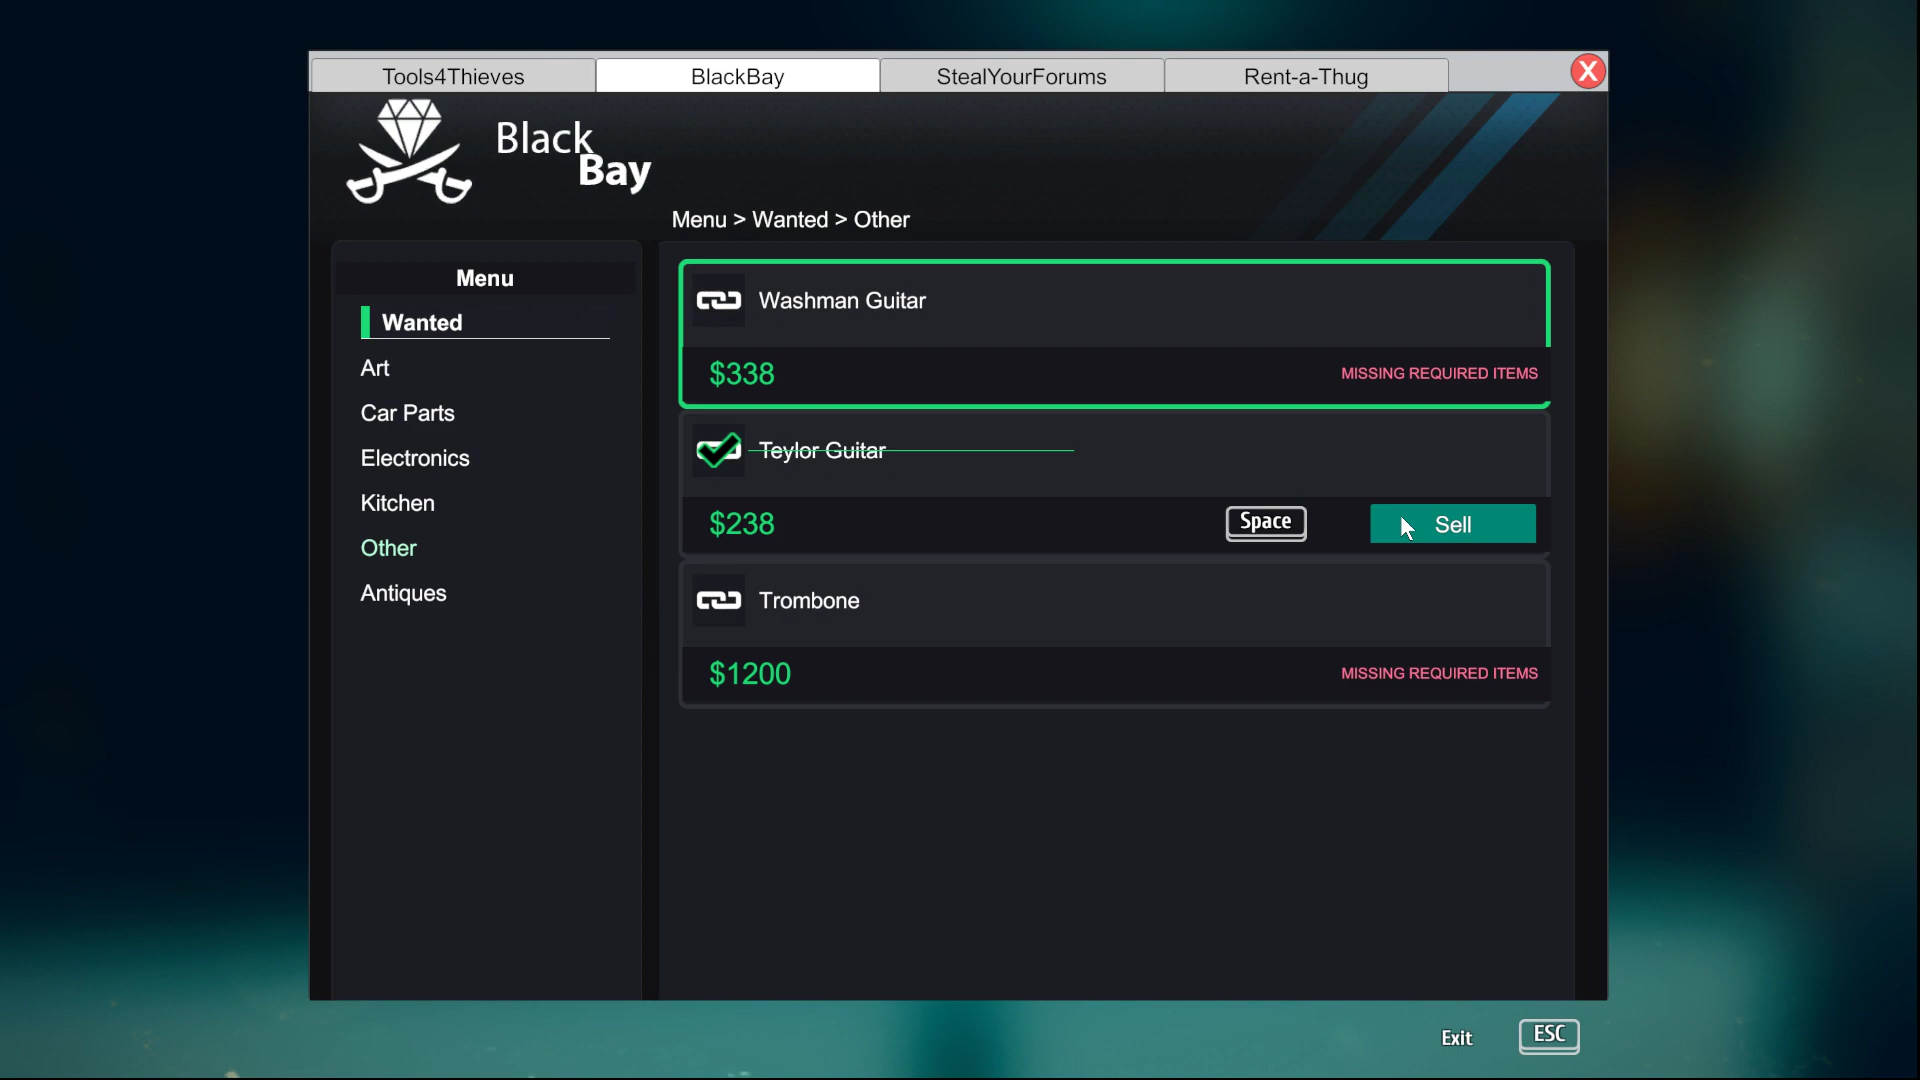 Tools4Thieves
BlackBay
StealYourForums
Rent-a-Thug
X
Black
Bay
Menu > Wanted > Other
Menu
Wanted
Art
Car Parts
Electronics
Kitchen
Other
Antiques
Washman Guitar
$338
MISSING REQUIRED ITEMS
Teylor Guitar
$238
Space
Sell
Trombone
$1200
MISSING REQUIRED ITEMS
Exit
ESC